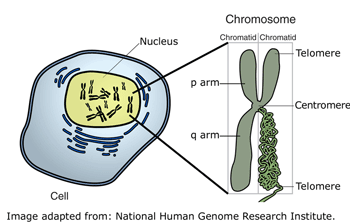 Chromosome
Chromatid Chromatid
Nucleus
Telomere
p arm
Centromere
q arm
Telomere
Cell
Image adapted from: National Human Genome Research Institute.